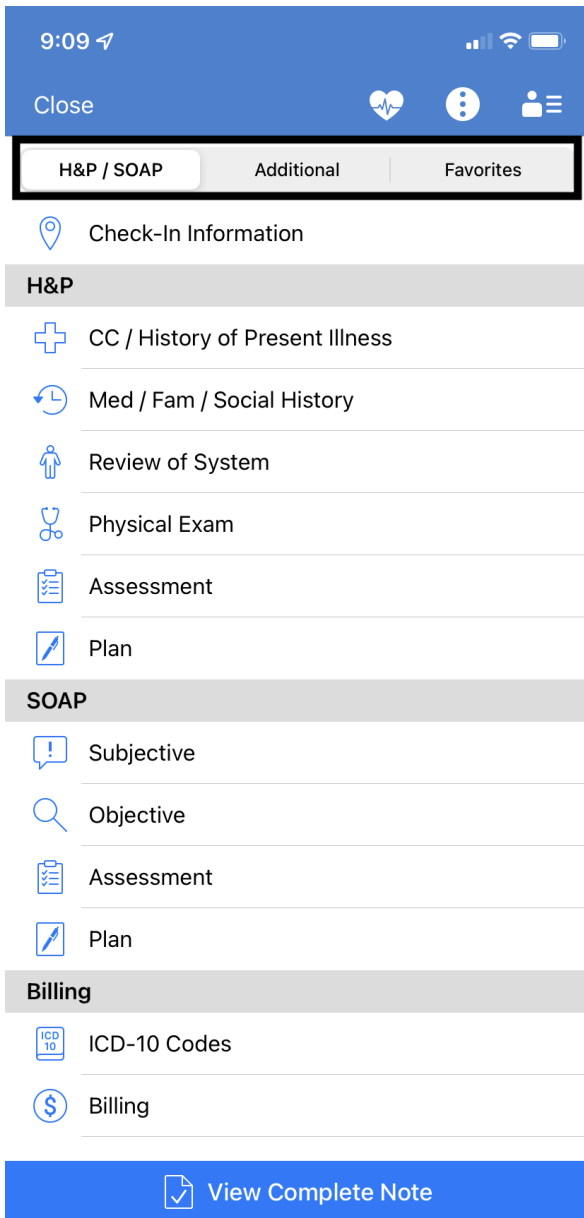 9:09
Close
H&P / SOAP Additional Favorites
Check-In Information
H&P
CC / History of Present Illness
Med / Fam / Social History
Review of System
Physical Exam
Assessment
Plan
SOAP
! Subjective
Objective
Assessment
Plan
Billing
ICD
10
ICD-10 Codes
$ Billing
View Complete Note